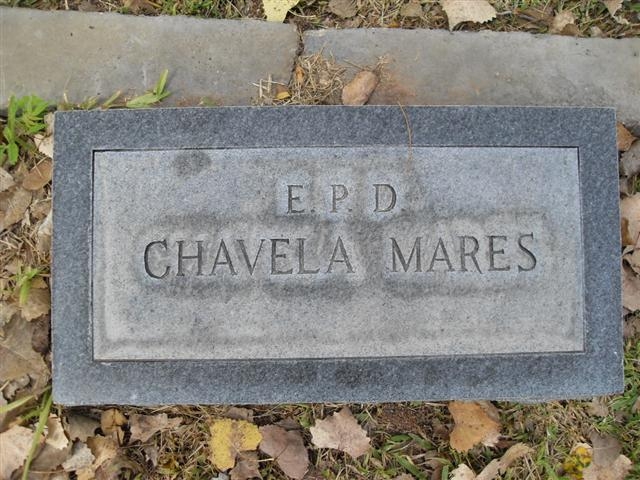 E. P. D.
CHAVELA MARES